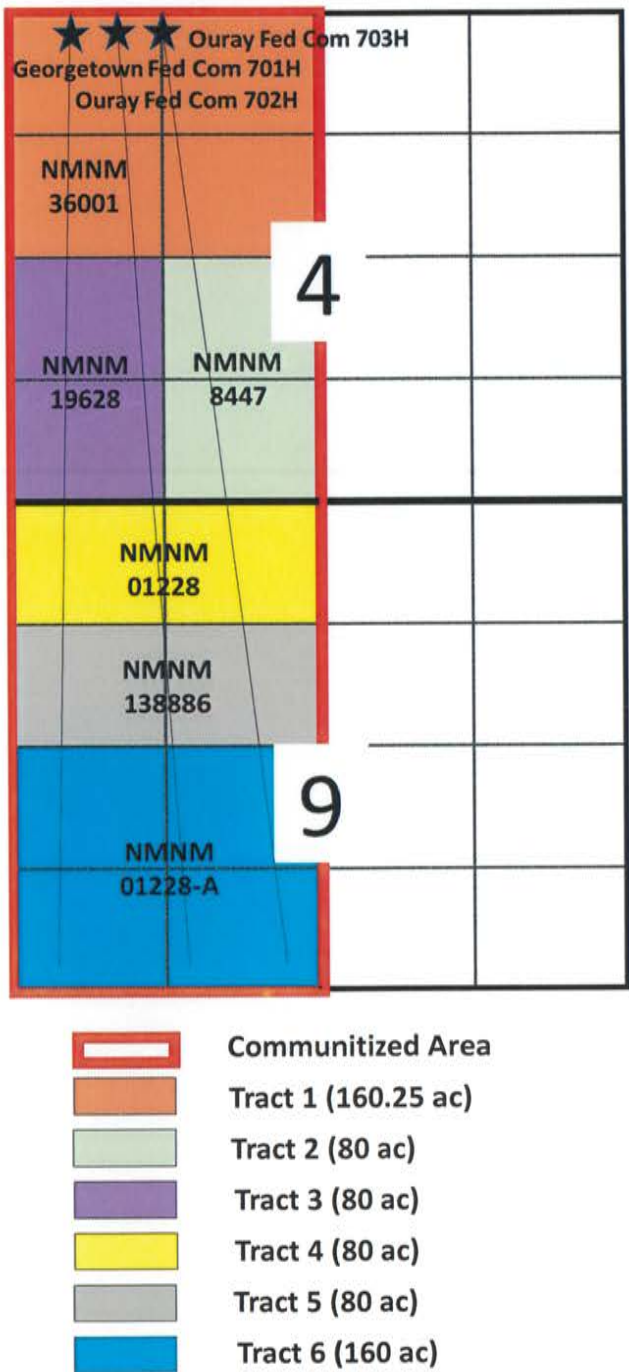 Ouray Fed Com 703H
Georgetown Fed Com 701H
Ouray Fed Com 702H
NMNM
36001
4
NMNM
19628
NMNM
8447
NMNM
01228
NMNM
138886
9
NMNM
01228-A
Communitized Area
Tract 1 (160.25 ac)
Tract 2 (80 ac)
Tract 3 (80 ac)
Tract 4 (80 ac)
Tract 5 (80 ac)
Tract 6 (160 ac)